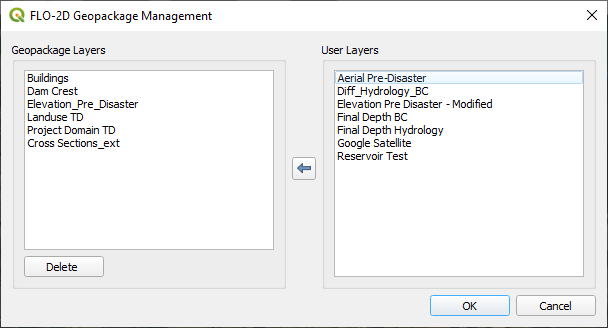 FLO-2D Geopackage Management
Geopackage Layers
Buildings
Dam Crest
Elevation_Pre_Disaster
Landuse TD
Project Domain TD
Cross Sections_ext
Delete
User Layers
Aerial Pre-Disaster
Diff_Hydrology_BC
Elevation Pre Disaster - Modified
Final Depth BC
Final Depth Hydrology
Google Satellite
Reservoir Test
OK
Cancel